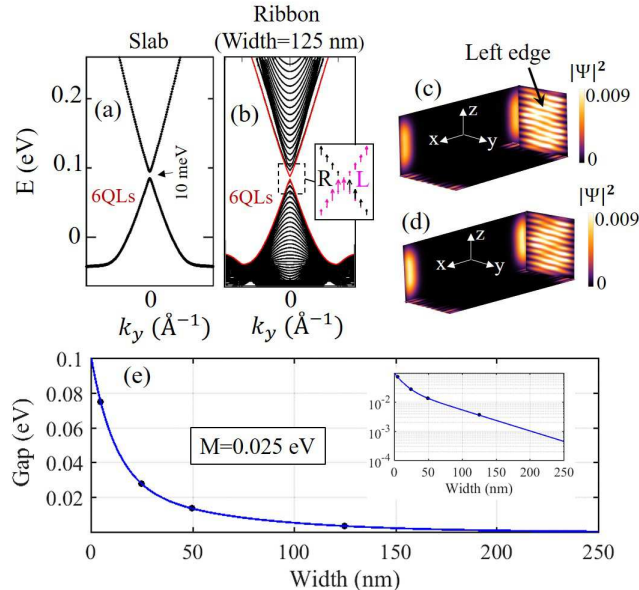 Slab
Ribbon
(Width=125 nm)
Left edge
E (eV)
0.2
0.1
0
(a)
10 meV
6QLs
0
k_y (Å⁻¹)
(b)
R
L
6QLs
0
k_y (Å⁻¹)
(c)
x
z
y
|Ψ|²
0.009
0
(d)
x
z
y
|Ψ|²
0.009
0
(e)
Gap (eV)
0.1
0.08
0.06
0.04
0.02
M=0.025 eV
0
50
100
150
200
250
Width (nm)
10⁻²
10⁻³
10⁻⁴
0
50
100
150
200
250
Width (nm)